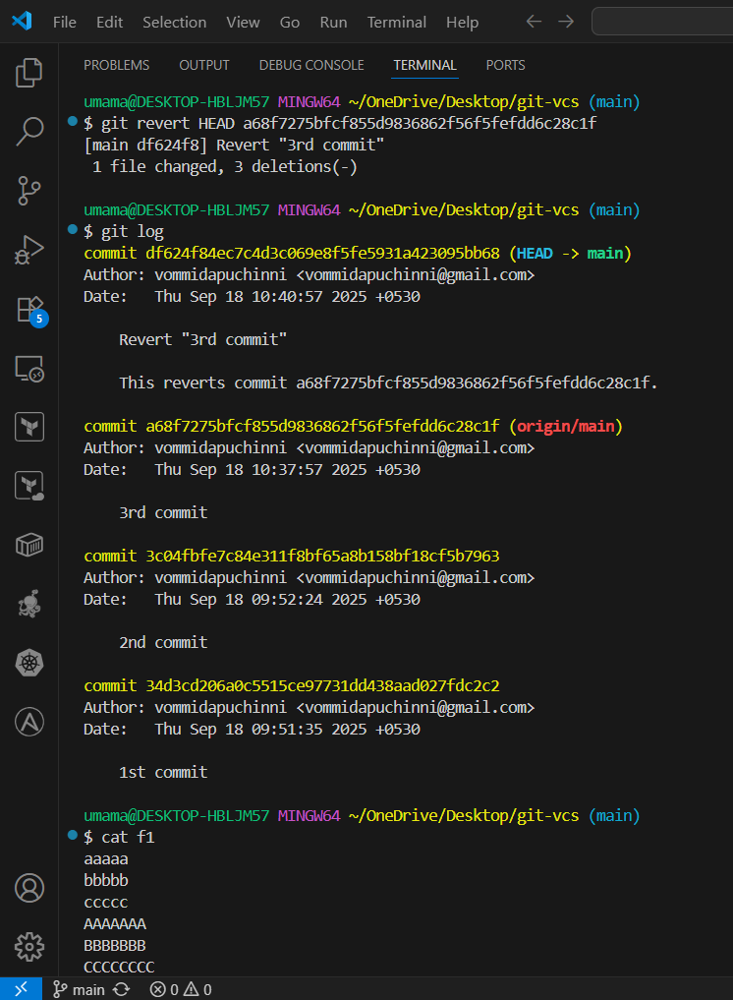 File Edit Selection View Go Run Terminal Help
PROBLEMS OUTPUT DEBUG CONSOLE TERMINAL PORTS
umama@DESKTOP-HBLJM57 MINGW64 ~/OneDrive/Desktop/git-vcs (main)
$ git revert HEAD a68f7275bfcf855d9836862f56f5fefdd6c28c1f
[main df624f8] Revert "3rd commit"
1 file changed, 3 deletions(-)
umama@DESKTOP-HBLJM57 MINGW64 ~/OneDrive/Desktop/git-vcs (main)
$ git log
commit df624f84ec7c4d3c069e8f5fe5931a423095bb68 (HEAD -> main)
Author: vommidapuchinni <vommidapuchinni@gmail.com>
Date:   Thu Sep 18 10:40:57 2025 +0530
Revert "3rd commit"
This reverts commit a68f7275bfcf855d9836862f56f5fefdd6c28c1f.
commit a68f7275bfcf855d9836862f56f5fefdd6c28c1f (origin/main)
Author: vommidapuchinni <vommidapuchinni@gmail.com>
Date:   Thu Sep 18 10:37:57 2025 +0530
3rd commit
commit 3c04fbfe7c84e311f8bf65a8b158bf18cf5b7963
Author: vommidapuchinni <vommidapuchinni@gmail.com>
Date:   Thu Sep 18 09:52:24 2025 +0530
2nd commit
commit 34d3cd206a0c5515ce97731dd438aad027fdc2c2
Author: vommidapuchinni <vommidapuchinni@gmail.com>
Date:   Thu Sep 18 09:51:35 2025 +0530
1st commit
umama@DESKTOP-HBLJM57 MINGW64 ~/OneDrive/Desktop/git-vcs (main)
$ cat f1
aaaaa
bbbbb
ccccc
AAAAAAA
BBBBBBB
CCCCCCCC
5
main 0 0